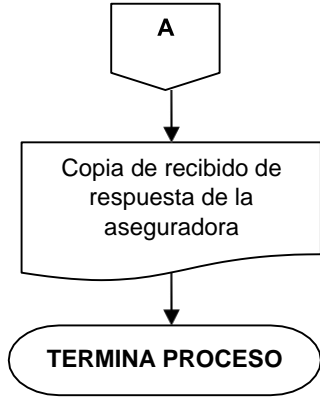 A
Copia de recibido de
respuesta de la
aseguradora
TERMINA PROCESO